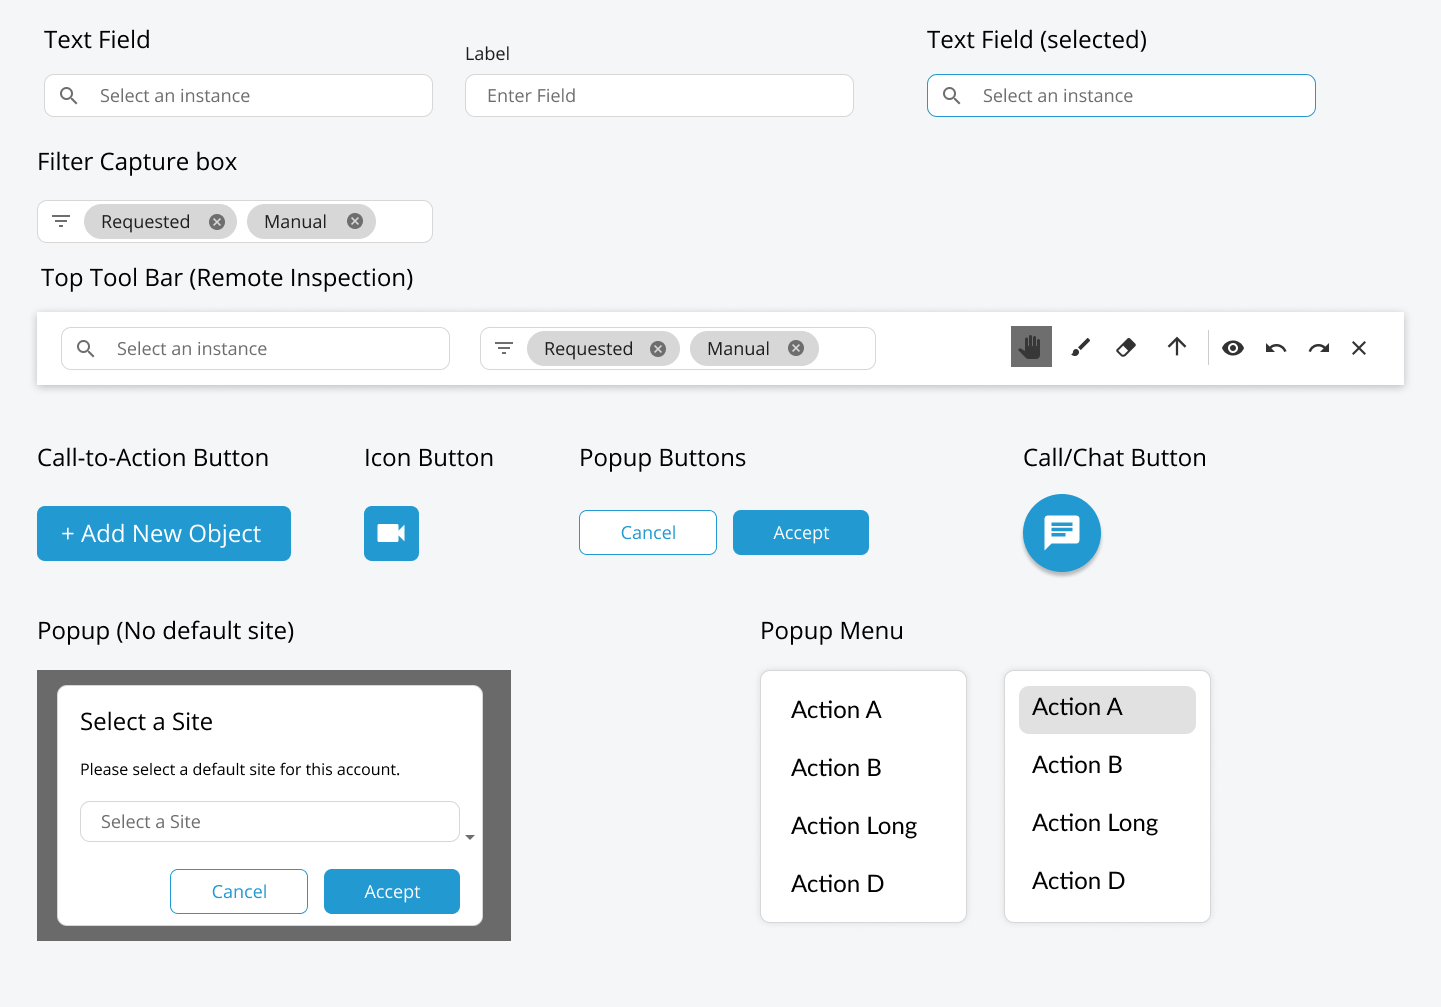 Text Field
Label
Text Field (selected)
Select an instance
Enter Field
Select an instance
Filter Capture box
Requested
Manual
Top Tool Bar (Remote Inspection)
Select an instance
Requested
Manual
Call-to-Action Button
Icon Button
Popup Buttons
Call/Chat Button
+ Add New Object
Cancel
Accept
Popup (No default site)
Select a Site
Please select a default site for this account.
Select a Site
Cancel
Accept
Popup Menu
Action A
Action B
Action Long
Action D
Action A
Action B
Action Long
Action D